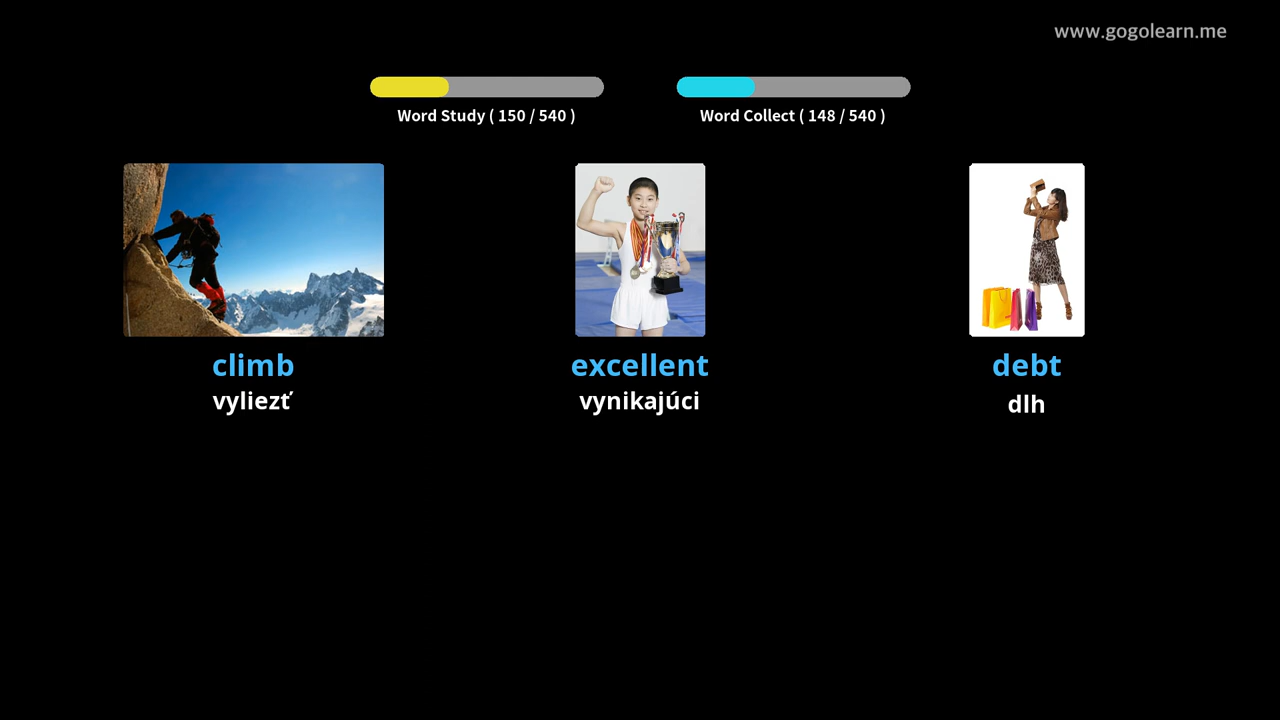 www.gogolearn.me
Word Study ( 150 / 540 )
Word Collect ( 148 / 540 )
climb
vyliezť
excellent
vynikajúci
debt
dlh